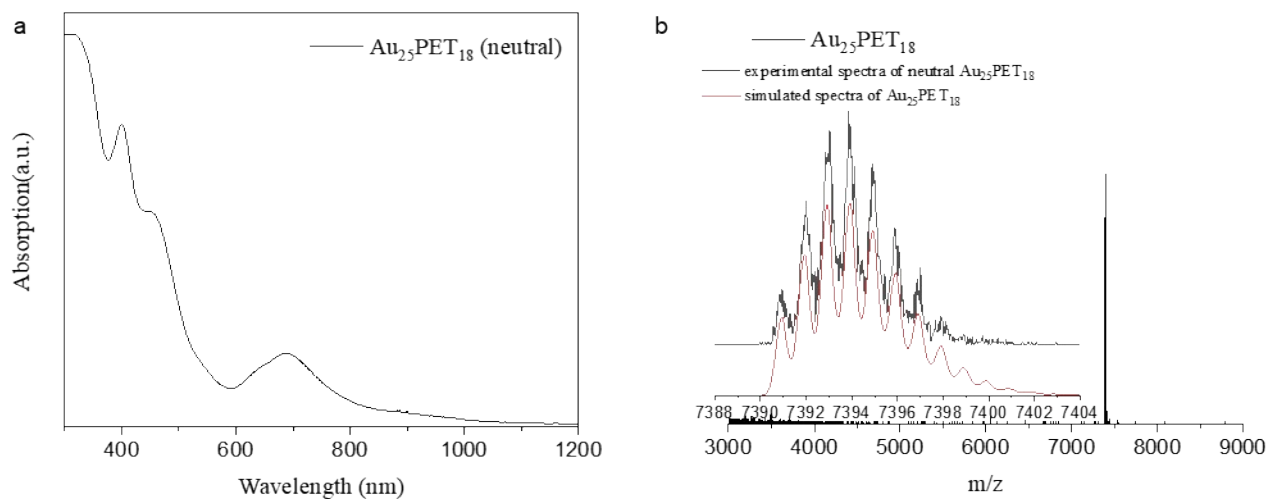 a
Au25PET18 (neutral)
Absorption(a.u.)
400 600 800 1000 1200
Wavelength (nm)
b
Au25PET18
experimental spectra of neutral Au25PET18
simulated spectra of Au25PET18
7388 7390 7392 7394 7396 7398 7400 7402 7404
3000 4000 5000 6000 7000 8000 9000
m/z